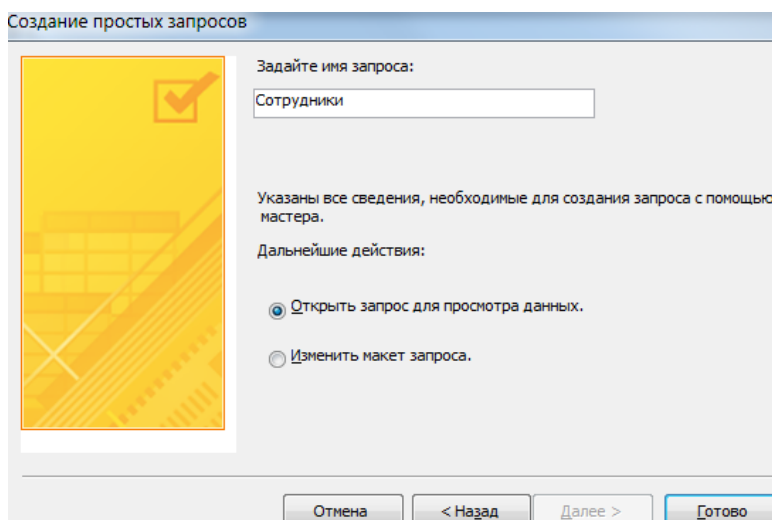 Создание простых запросов
Задайте имя запроса:
Сотрудники
Указаны все сведения, необходимые для создания запроса с помощью
мастера.
Дальнейшие действия:
Открыть запрос для просмотра данных.
Изменить макет запроса.
Отмена < Назад Далее > Готово